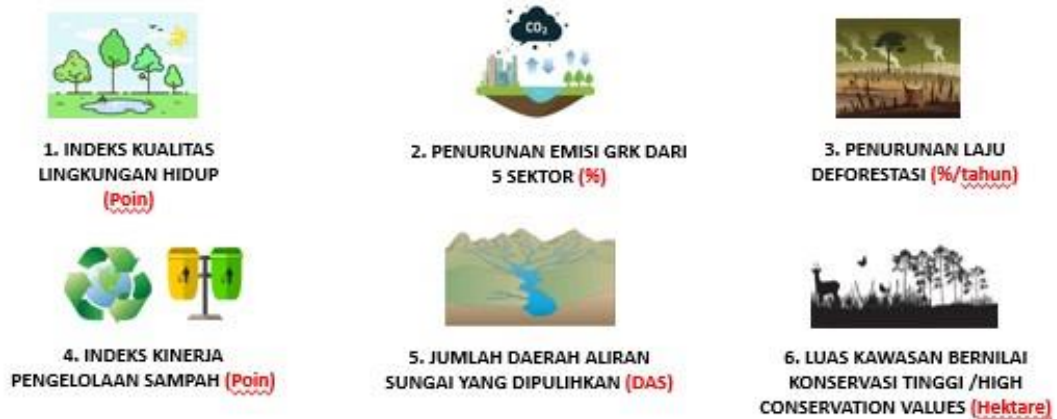 CO₂
1. INDEKS KUALITAS
LINGKUNGAN HIDUP
(Poin)
2. PENURUNAN EMISI GRK DARI
5 SEKTOR (%)
3. PENURUNAN LAJU
DEFORESTASI (%/tahun)
4. INDEKS KINERJA
PENGELOLAAN SAMPAH (Poin)
5. JUMLAH DAERAH ALIRAN
SUNGAI YANG DIPULIHKAN (DAS)
6. LUAS KAWASAN BERNILAI
KONSERVASI TINGGI /HIGH
CONSERVATION VALUES (Hektare)